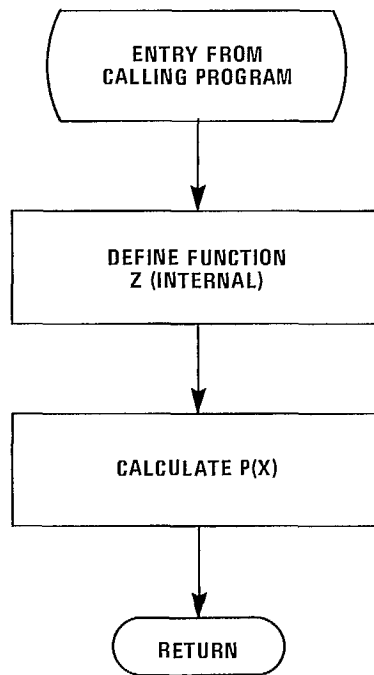 ENTRY FROM
CALLING PROGRAM
DEFINE FUNCTION
Z (INTERNAL)
CALCULATE P(X)
RETURN